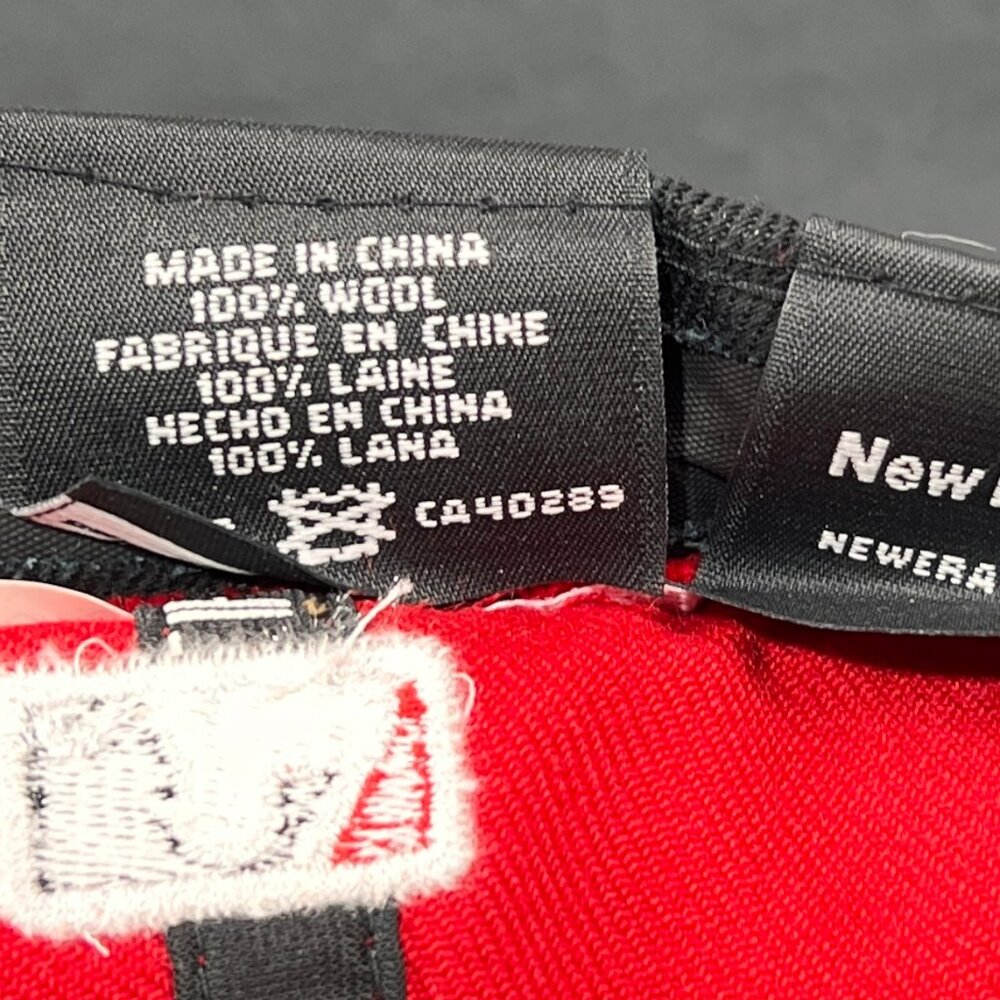 MADE IN CHINA
100% WOOL
FABRIQUE EN CHINE
100% LAINE
HECHO EN CHINA
100% LANA
CA40289
New
NEWERA